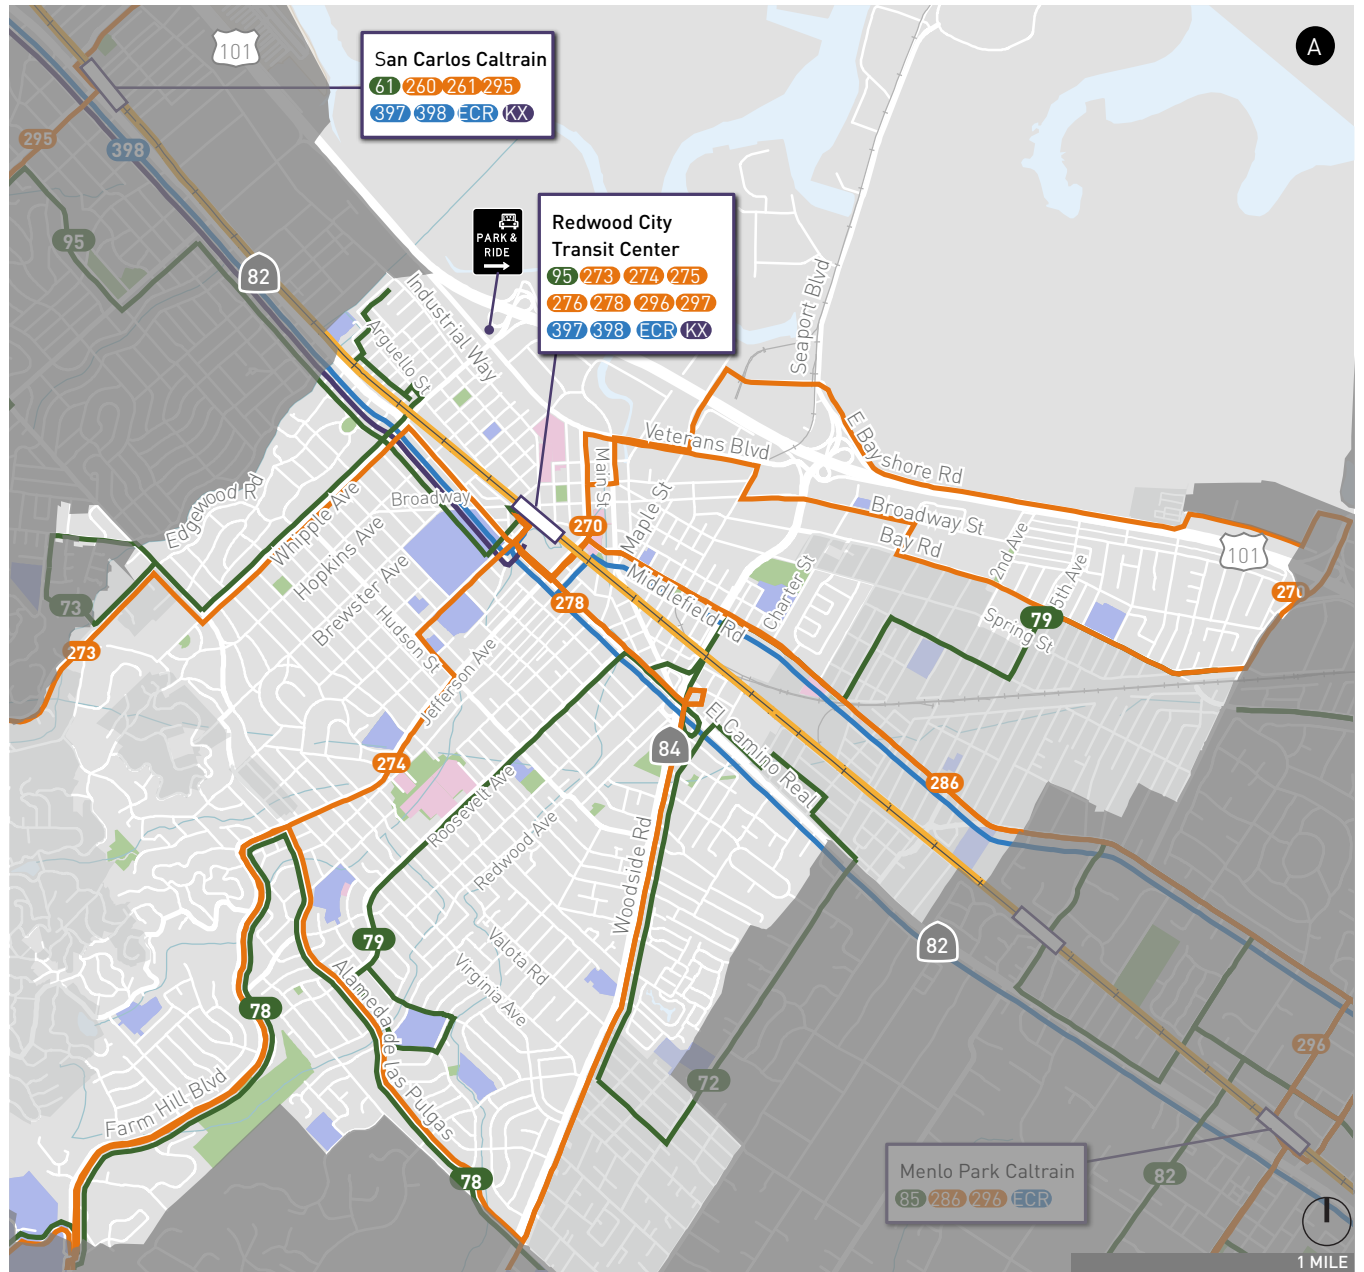 A
101
San Carlos Caltrain
61 260 261 295
397 398 ECR KX
295
398
95
82
PARK &
RIDE
Redwood City
Transit Center
95 273 274 275
276 278 296 297
397 398 ECR KX
Seaport Blvd
Industrial Way
Arguello St
Veterans Blvd
E Bayshore Rd
Main St
Maple St
Broadway
Edgewood Rd
Whipple Ave
Hopkins Ave
Brewster Ave
270
Broadway St
Bay Rd
2nd Ave
5th Ave
101
270
Charter St
Middlefield Rd
278
Spring St
79
73
273
Hudson St
Jefferson Ave
El Camino Real
84
274
286
Roosevelt Ave
Redwood Ave
Woodside Rd
79
Valota Rd
Virginia Ave
82
78
Alameda de las Pulgas
296
72
Farm Hill Blvd
78
Menlo Park Caltrain
85 286 296 ECR
82
1 MILE